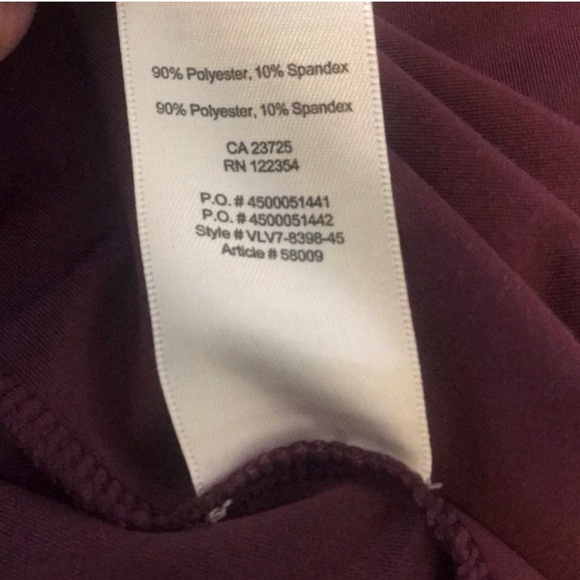 90% Polyester, 10% Spandex
90% Polyester, 10% Spandex
CA 23725
RN 122354
P.O. # 4500051441
P.O. # 4500051442
Style # VLV7-8398-45
Article # 58009